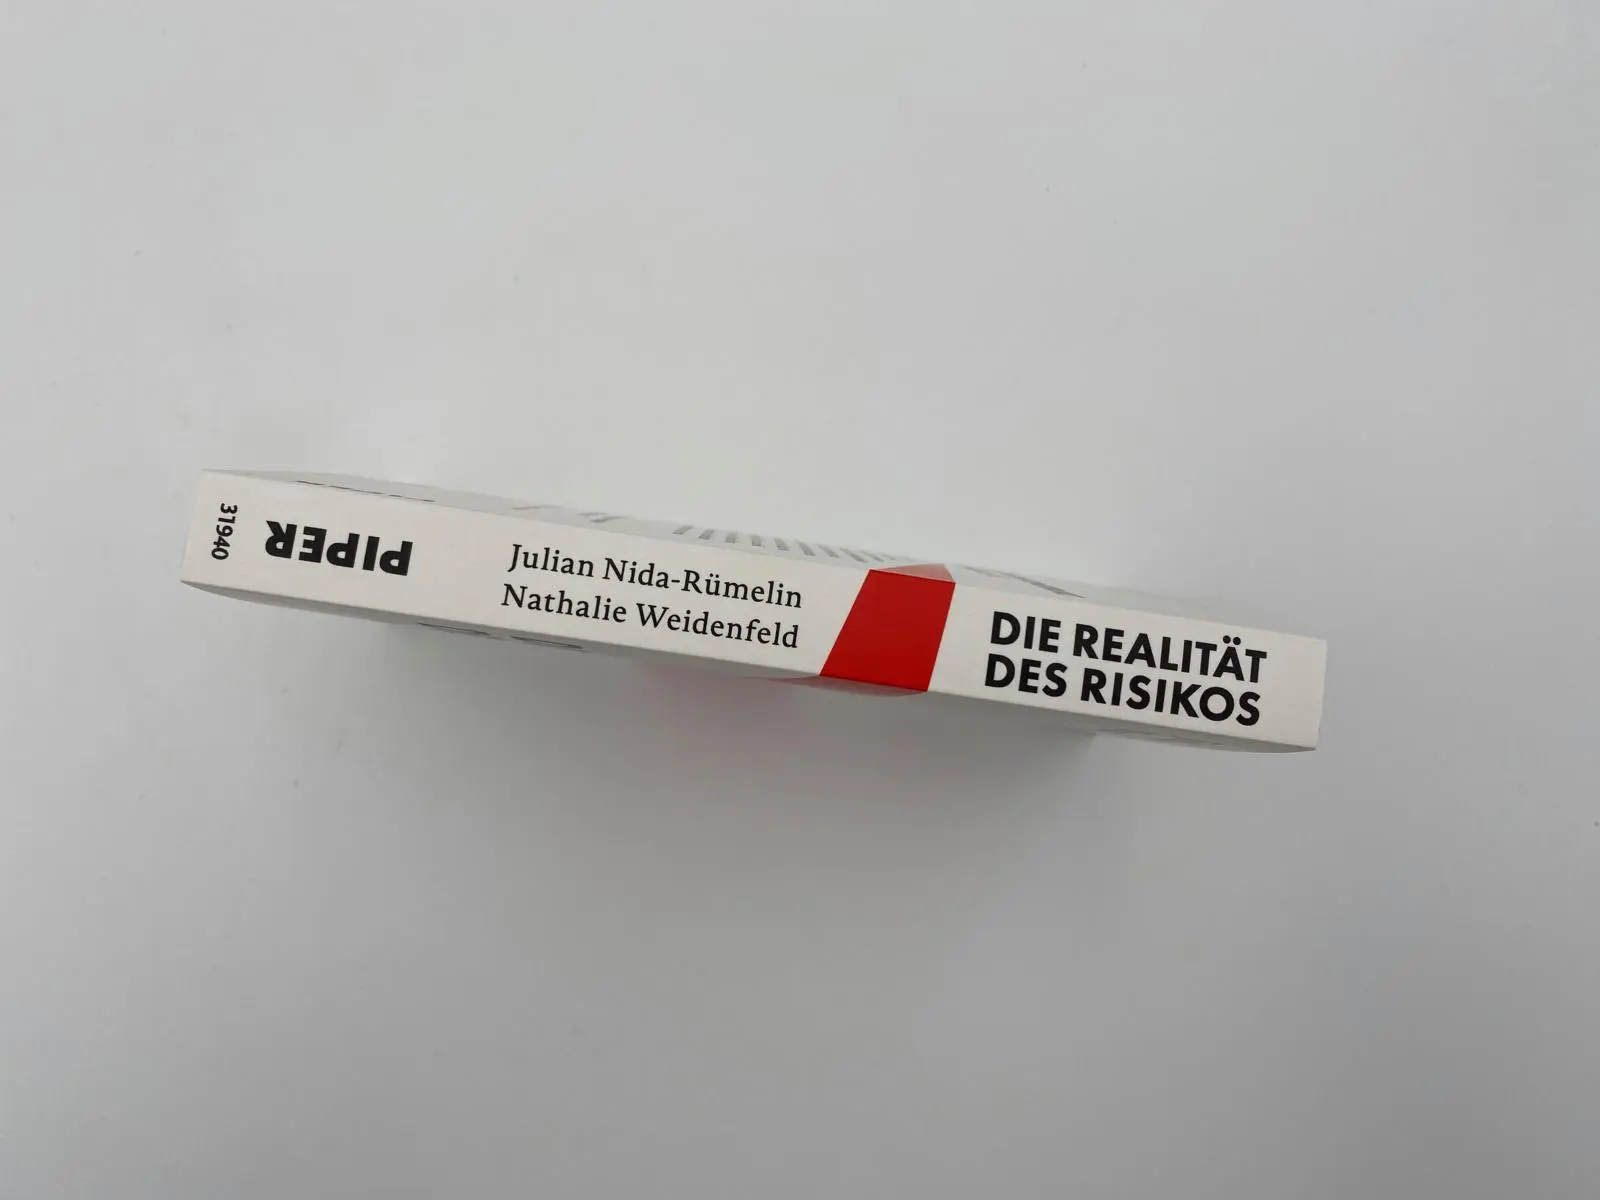 31940
PIPER
Julian Nida-Rümelin
Nathalie Weidenfeld
DIE REALITÄT
DES RISIKOS